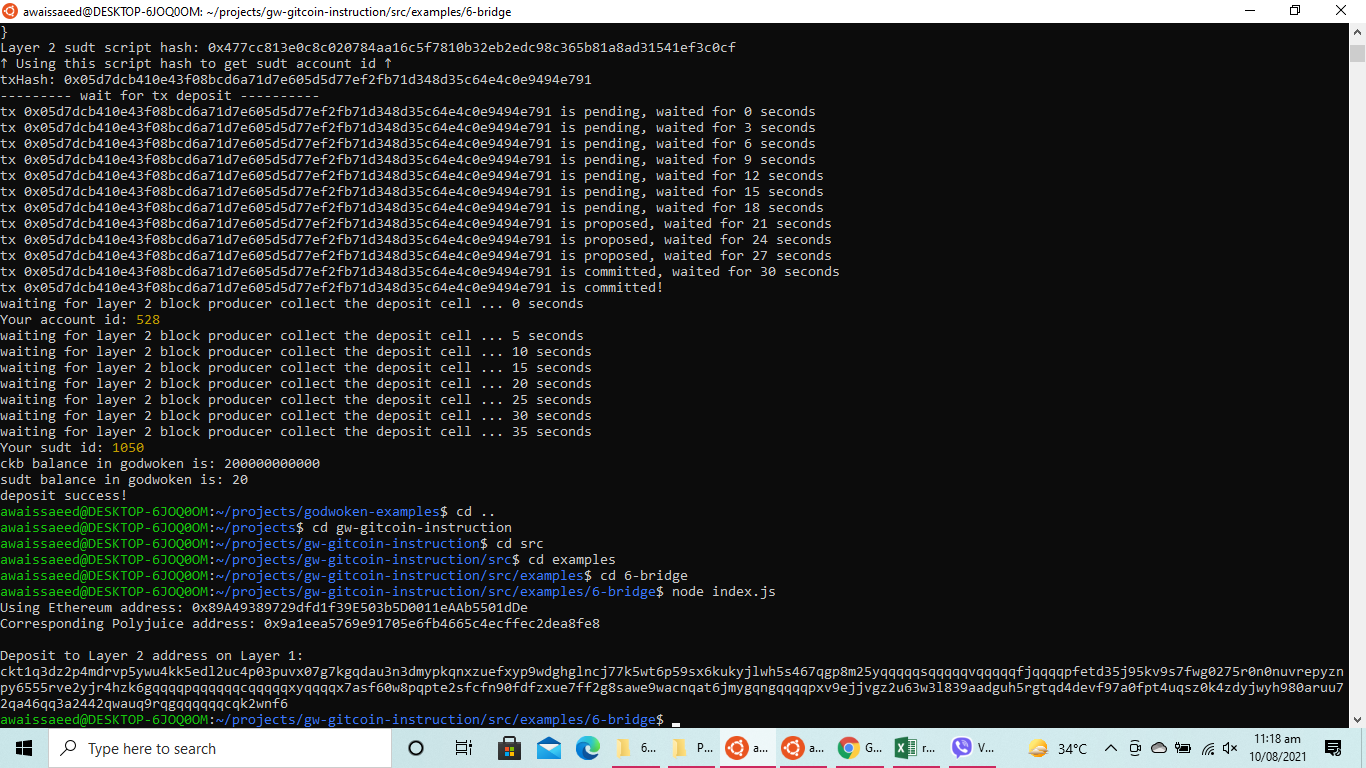 awaissaeed@DESKTOP-6JOQ0OM: ~/projects/gw-gitcoin-instruction/src/examples/6-bridge
}
Layer 2 sudt script hash: 0x477cc813e0c8c020784aa16c5f7810b32eb2edc98c365b81a8ad31541ef3c0cf
↑ Using this script hash to get sudt account id ↑
txHash: 0x05d7dcb410e43f08bcd6a71d7e605d5d77ef2fb71d348d35c64e4c0e9494e791
--------- wait for tx deposit ----------
tx 0x05d7dcb410e43f08bcd6a71d7e605d5d77ef2fb71d348d35c64e4c0e9494e791 is pending, waited for 0 seconds
tx 0x05d7dcb410e43f08bcd6a71d7e605d5d77ef2fb71d348d35c64e4c0e9494e791 is pending, waited for 3 seconds
tx 0x05d7dcb410e43f08bcd6a71d7e605d5d77ef2fb71d348d35c64e4c0e9494e791 is pending, waited for 6 seconds
tx 0x05d7dcb410e43f08bcd6a71d7e605d5d77ef2fb71d348d35c64e4c0e9494e791 is pending, waited for 9 seconds
tx 0x05d7dcb410e43f08bcd6a71d7e605d5d77ef2fb71d348d35c64e4c0e9494e791 is pending, waited for 12 seconds
tx 0x05d7dcb410e43f08bcd6a71d7e605d5d77ef2fb71d348d35c64e4c0e9494e791 is pending, waited for 15 seconds
tx 0x05d7dcb410e43f08bcd6a71d7e605d5d77ef2fb71d348d35c64e4c0e9494e791 is pending, waited for 18 seconds
tx 0x05d7dcb410e43f08bcd6a71d7e605d5d77ef2fb71d348d35c64e4c0e9494e791 is proposed, waited for 21 seconds
tx 0x05d7dcb410e43f08bcd6a71d7e605d5d77ef2fb71d348d35c64e4c0e9494e791 is proposed, waited for 24 seconds
tx 0x05d7dcb410e43f08bcd6a71d7e605d5d77ef2fb71d348d35c64e4c0e9494e791 is proposed, waited for 27 seconds
tx 0x05d7dcb410e43f08bcd6a71d7e605d5d77ef2fb71d348d35c64e4c0e9494e791 is committed, waited for 30 seconds
tx 0x05d7dcb410e43f08bcd6a71d7e605d5d77ef2fb71d348d35c64e4c0e9494e791 is committed!
waiting for layer 2 block producer collect the deposit cell ... 0 seconds
Your account id: 528
waiting for layer 2 block producer collect the deposit cell ... 5 seconds
waiting for layer 2 block producer collect the deposit cell ... 10 seconds
waiting for layer 2 block producer collect the deposit cell ... 15 seconds
waiting for layer 2 block producer collect the deposit cell ... 20 seconds
waiting for layer 2 block producer collect the deposit cell ... 25 seconds
waiting for layer 2 block producer collect the deposit cell ... 30 seconds
waiting for layer 2 block producer collect the deposit cell ... 35 seconds
Your sudt id: 1050
ckb balance in godwoken is: 200000000000
sudt balance in godwoken is: 20
deposit success!
awaissaeed@DESKTOP-6JOQ0OM:~/projects/godwoken-examples$ cd ..
awaissaeed@DESKTOP-6JOQ0OM:~/projects$ cd gw-gitcoin-instruction
awaissaeed@DESKTOP-6JOQ0OM:~/projects/gw-gitcoin-instruction$ cd src
awaissaeed@DESKTOP-6JOQ0OM:~/projects/gw-gitcoin-instruction/src$ cd examples
awaissaeed@DESKTOP-6JOQ0OM:~/projects/gw-gitcoin-instruction/src/examples$ cd 6-bridge
awaissaeed@DESKTOP-6JOQ0OM:~/projects/gw-gitcoin-instruction/src/examples/6-bridge$ node index.js
Using Ethereum address: 0x89A49389729dfd1f39E503b5D0011eAAb5501dDe
Corresponding Polyjuice address: 0x9a1eea5769e91705e6fb4665c4ecffec2dea8fe8
Deposit to Layer 2 address on Layer 1:
ckt1q3dz2p4mdrvp5ywu4kk5edl2uc4p03puvx07g7kgqdau3n3dmypkqnxzuefxyp9wdghglncj77k5wt6p59sx6kukyjlwh5s467qgp8m25yqqqqqsqqqqqvqqqqqfjqqqqpfetd35j95kv9s7fwg0275r0n0nuvrepyzn
py6555rve2yjr4hzk6gqqqqpqqqqqqcqqqqqxyqqqqx7asf60w8pqpte2sfcfn90fdfzxue7ff2g8sawe9wacnqat6jmygqngqqqqpxv9ejjvgz2u63w3l839aadguh5rgtqd4devf97a0fpt4uqsz0k4zdyjwyh980aruu7
2qa46qq3a2442qwauq9rqgqqqqqqcqk2wnf6
awaissaeed@DESKTOP-6JOQ0OM:~/projects/gw-gitcoin-instruction/src/examples/6-bridge$
Type here to search
6...
P...
a...
a...
G...
r...
V...
34°C
11:18 am
10/08/2021